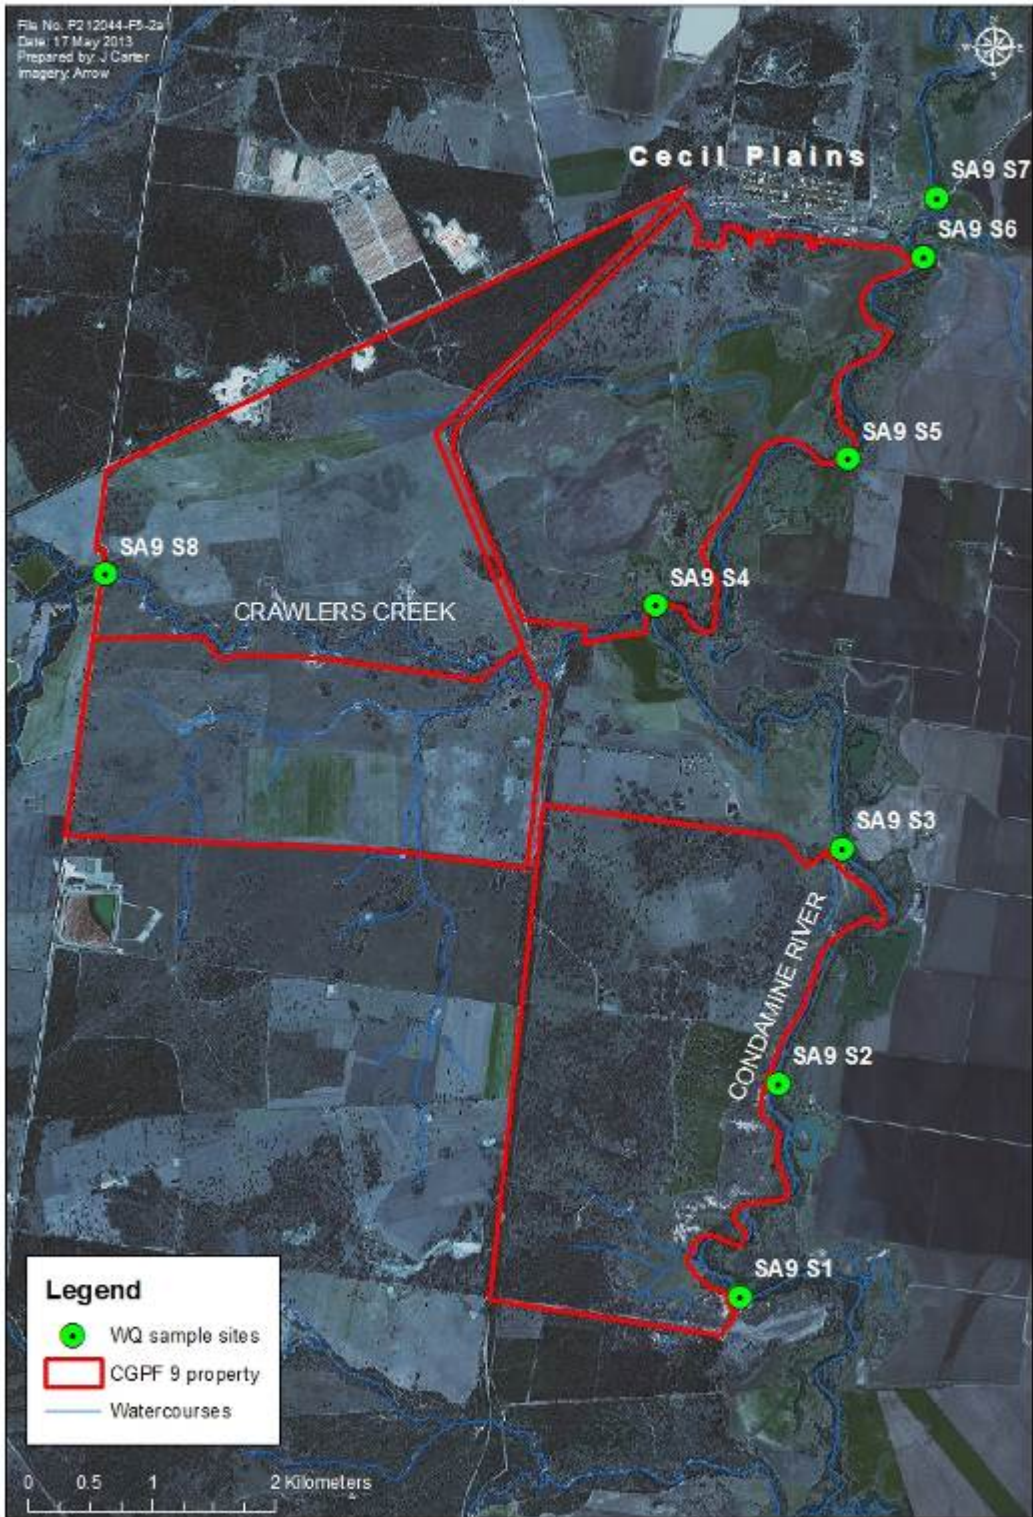 File No. P212044-F5-2a
Date: 17 May 2013
Prepared by: J Carter
Imagery: Arrow
Cecil Plains
SA9 S7
SA9 S6
SA9 S5
SA9 S8
SA9 S4
CRAWLERS CREEK
SA9 S3
CONDAMINE RIVER
SA9 S2
SA9 S1
Legend
WQ sample sites
CGPF 9 property
Watercourses
0 0.5 1 2 Kilometers